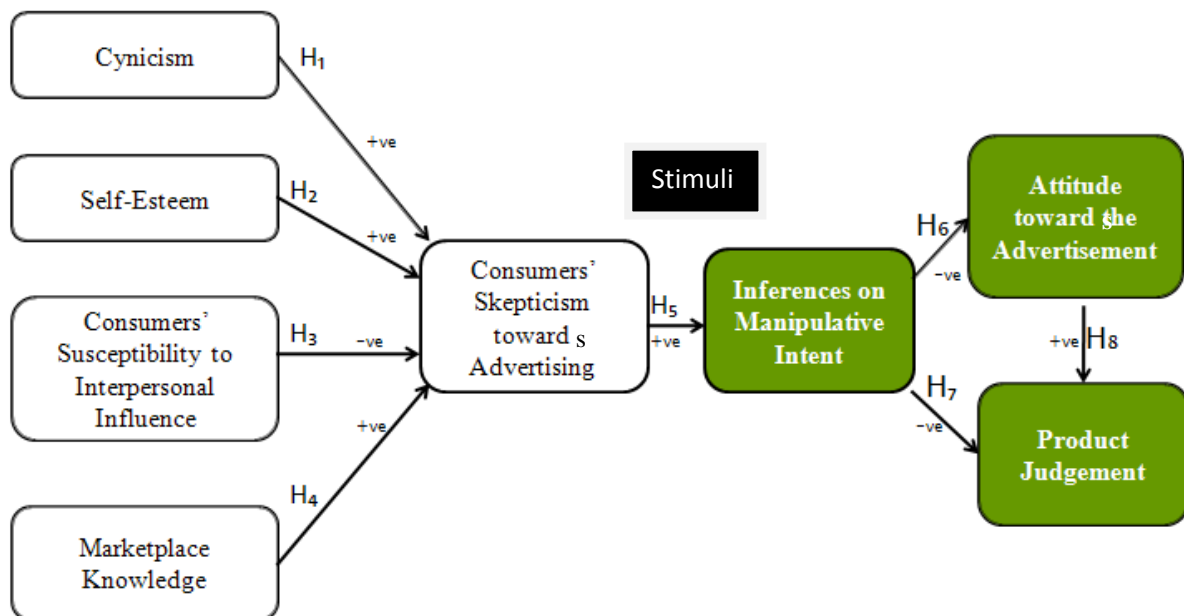 Cynicism
H₁
+ve
Self-Esteem
H₂
+ve
Consumers’
Susceptibility to
Interpersonal
Influence
H₃
-ve
Marketplace
Knowledge
H₄
+ve
Consumers’
Skepticism
toward s
Advertising
Stimuli
H₅
+ve
Inferences on
Manipulative
Intent
H₆
-ve
Attitude
towards the
Advertisement
H₇
-ve
+ve H₈
Product
Judgement